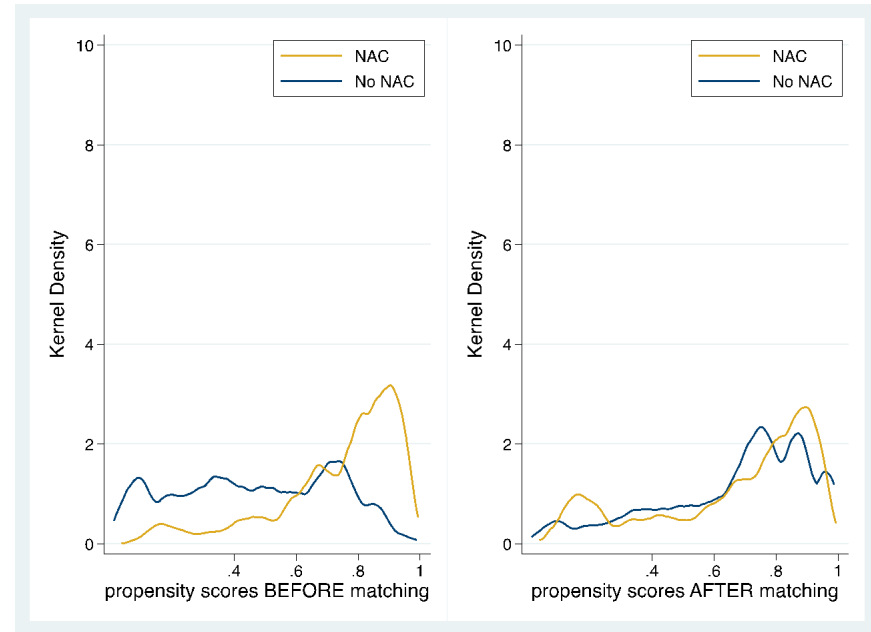 10
8
6
4
2
0
Kernel Density
NAC
No NAC
.4 .6 .8 1
propensity scores BEFORE matching
10
8
6
4
2
0
Kernel Density
NAC
No NAC
.4 .6 .8 1
propensity scores AFTER matching